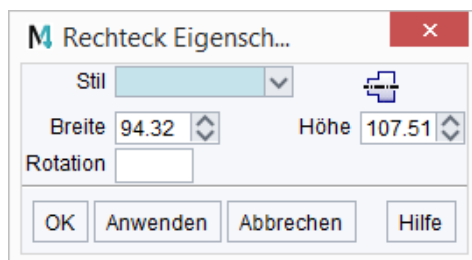 Rechteck Eigensch...
Stil
Breite 94.32 Höhe 107.51
Rotation
OK Anwenden Abbrechen Hilfe